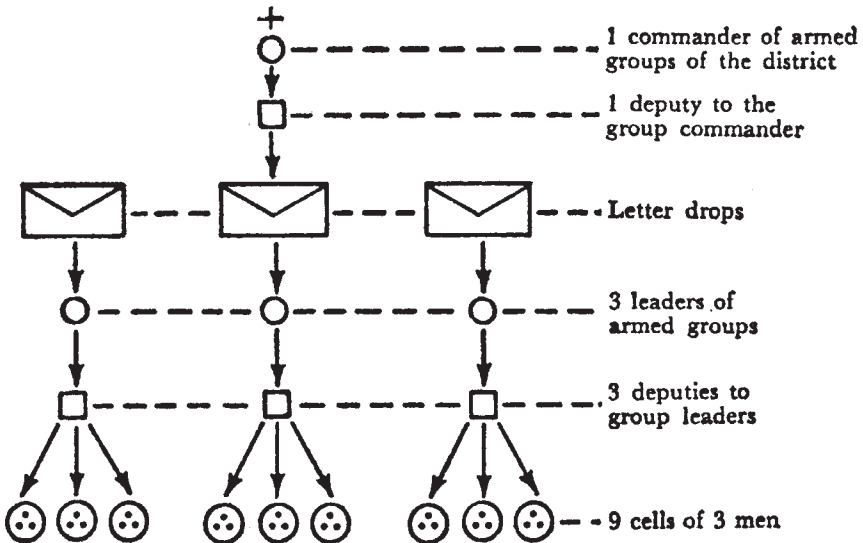 1 commander of armed
groups of the district
1 deputy to the
group commander
Letter drops
3 leaders of
armed groups
3 deputies to
group leaders
9 cells of 3 men